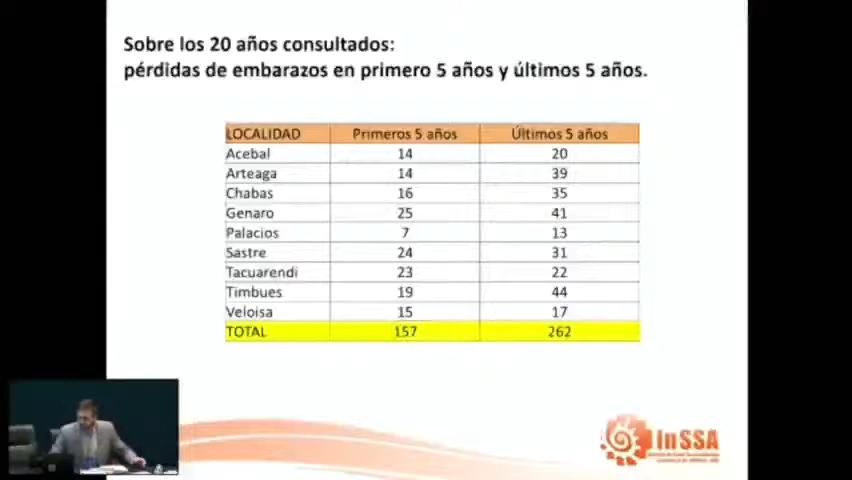 Sobre los 20 años consultados:
pérdidas de embarazos en primero 5 años y últimos 5 años.
LOCALIDAD Primeros 5 años Últimos 5 años
Acebal 14 20
Arteaga 14 39
Chabas 16 35
Genaro 25 41
Palacios 7 13
Sastre 24 31
Tacuarendi 23 22
Timbues 19 44
Veloisa 15 17
TOTAL 157 262
InSSA